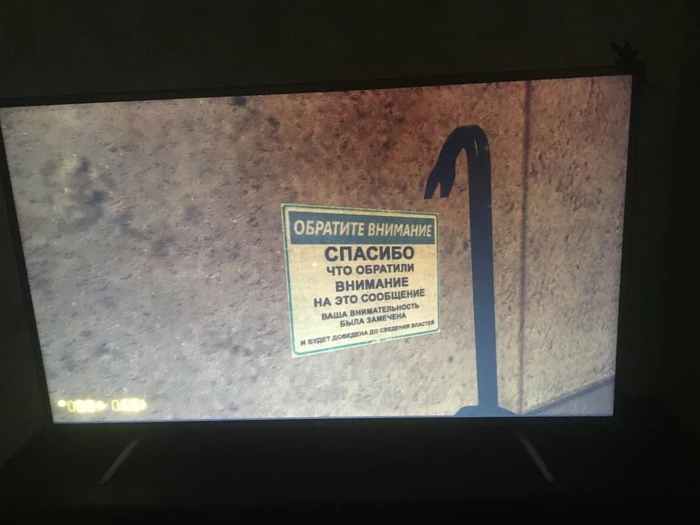 ОБРАТИТЕ ВНИМАНИЕ
СПАСИБО
ЧТО ОБРАТИЛИ
ВНИМАНИЕ
НА ЭТО СООБЩЕНИЕ
ВАША ВНИМАТЕЛЬНОСТЬ
БЫЛА ЗАМЕЧЕНА
И БУДЕТ ДОВЕДЕНА ДО СВЕДЕНИЯ ВЛАСТЕЙ